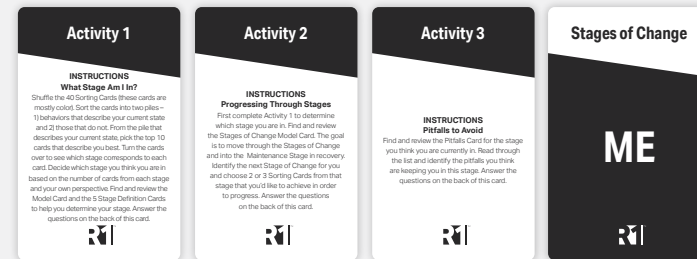 Activity 1
INSTRUCTIONS
What Stage Am I In?
Shuffle the 40 Sorting Cards (these cards are
mostly color). Sort the cards into two piles –
1) behaviors that describe your current state
and 2) those that do not. From the pile that
describes your current state, pick the top 10
cards that describe you best. Turn the cards
over to see which stage corresponds to each
card. Decide which stage you think you are in
based on the number of cards from each stage
and your own perspective. Find and review the
Model Card and the 5 Stage Definition Cards
to help you determine your stage. Answer the
questions on the back of this card.
R1
Activity 2
INSTRUCTIONS
Progressing Through Stages
First complete Activity 1 to determine
which stage you are in. Find and review
the Stages of Change Model Card. The goal
is to move through the Stages of Change
and into the Maintenance Stage in recovery.
Identify the next Stage of Change for you
and choose 2 or 3 Sorting Cards from that
stage that you'd like to achieve in order
to progress. Answer the questions
on the back of this card.
R1
Activity 3
INSTRUCTIONS
Pitfalls to Avoid
Find and review the Pitfalls Card for the stage
you think you are currently in. Read through
the list and identify the pitfalls you think
are keeping you in this stage. Answer the
questions on the back of this card.
R1
Stages of Change
ME
R1